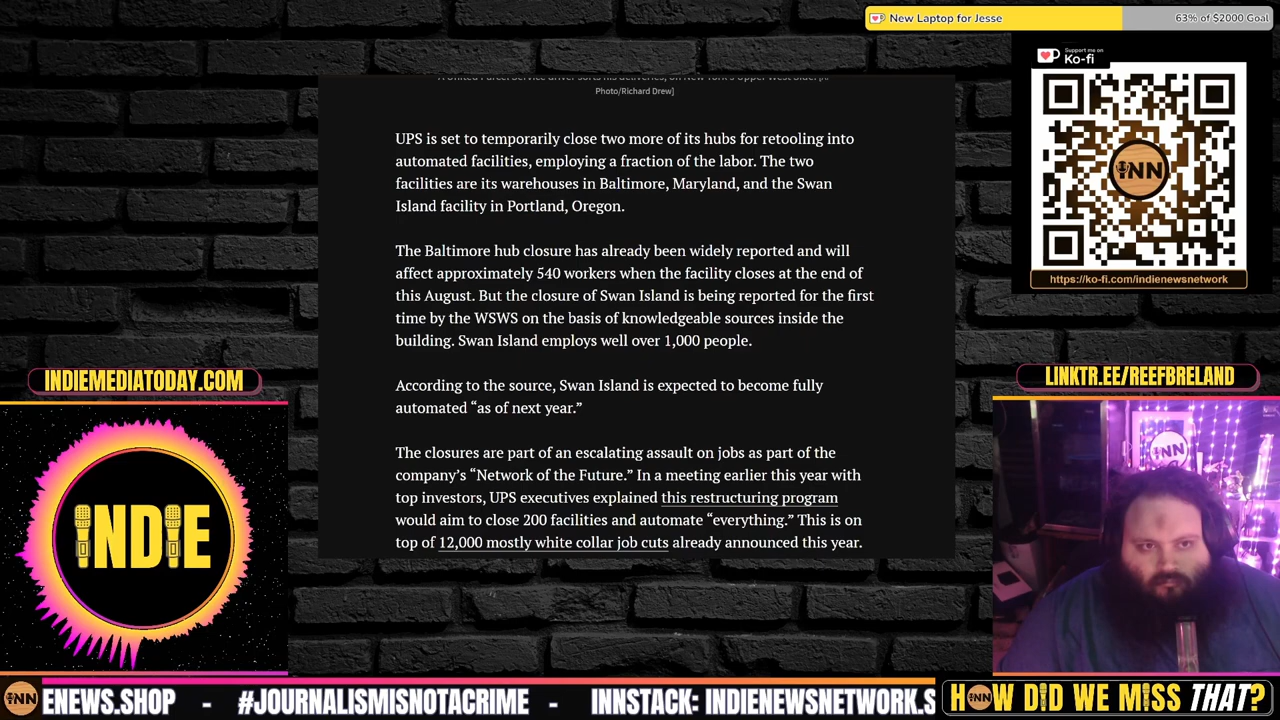 New Laptop for Jesse
63% of $2000 Goal
Support me on
Ko-fi
iNN
https://ko-fi.com/indienewsnetwork
Photo/Richard Drew]
UPS is set to temporarily close two more of its hubs for retooling into
automated facilities, employing a fraction of the labor. The two
facilities are its warehouses in Baltimore, Maryland, and the Swan
Island facility in Portland, Oregon.
The Baltimore hub closure has already been widely reported and will
affect approximately 540 workers when the facility closes at the end of
this August. But the closure of Swan Island is being reported for the first
time by the WSWS on the basis of knowledgeable sources inside the
building. Swan Island employs well over 1,000 people.
According to the source, Swan Island is expected to become fully
automated “as of next year.”
The closures are part of an escalating assault on jobs as part of the
company’s “Network of the Future.” In a meeting earlier this year with
top investors, UPS executives explained this restructuring program
would aim to close 200 facilities and automate “everything.” This is on
top of 12,000 mostly white collar job cuts already announced this year.
INDIEMEDIATODAY.COM
INDIE
LINKTR.EE/REEFBRELAND
iNN
iNN
ENEWS.SHOP - #JOURNALISMISNOTACRIME - INNSTACK: INDIENEWSNETWORK.S
HOW DID WE MISS THAT?